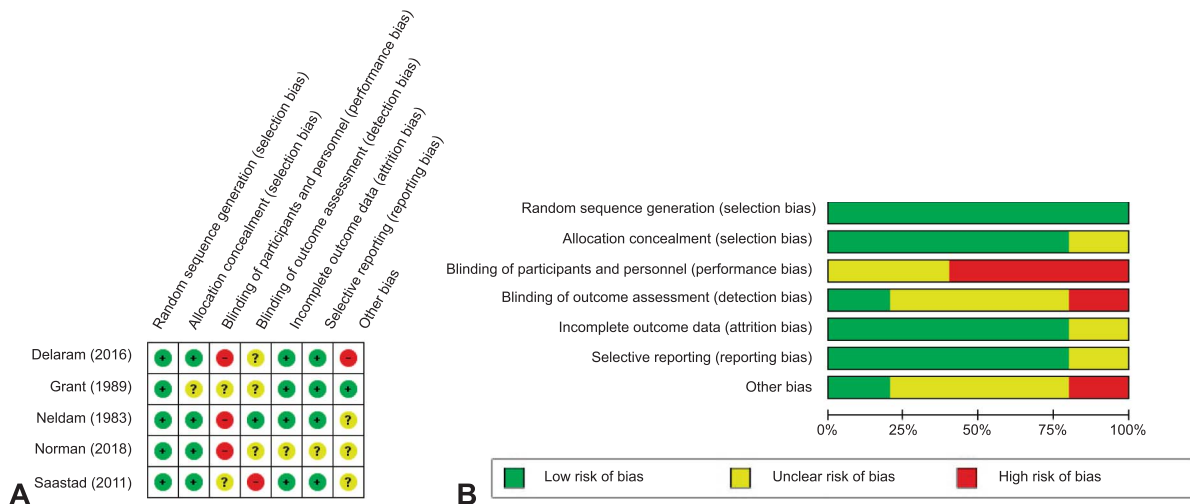 Random sequence generation (selection bias)
Allocation concealment (selection bias)
Blinding of participants and personnel (performance bias)
Blinding of outcome assessment (detection bias)
Incomplete outcome data (attrition bias)
Selective reporting (reporting bias)
Other bias
Delaram (2016) + + - ? + + -
Grant (1989) + ? ? ? + + +
Neldam (1983) + + - + + + ?
Norman (2018) + + - ? ? ? ?
Saastad (2011) + + ? - + + ?
A
Random sequence generation (selection bias)
Allocation concealment (selection bias)
Blinding of participants and personnel (performance bias)
Blinding of outcome assessment (detection bias)
Incomplete outcome data (attrition bias)
Selective reporting (reporting bias)
Other bias
0% 25% 50% 75% 100%
B
Low risk of bias Unclear risk of bias High risk of bias